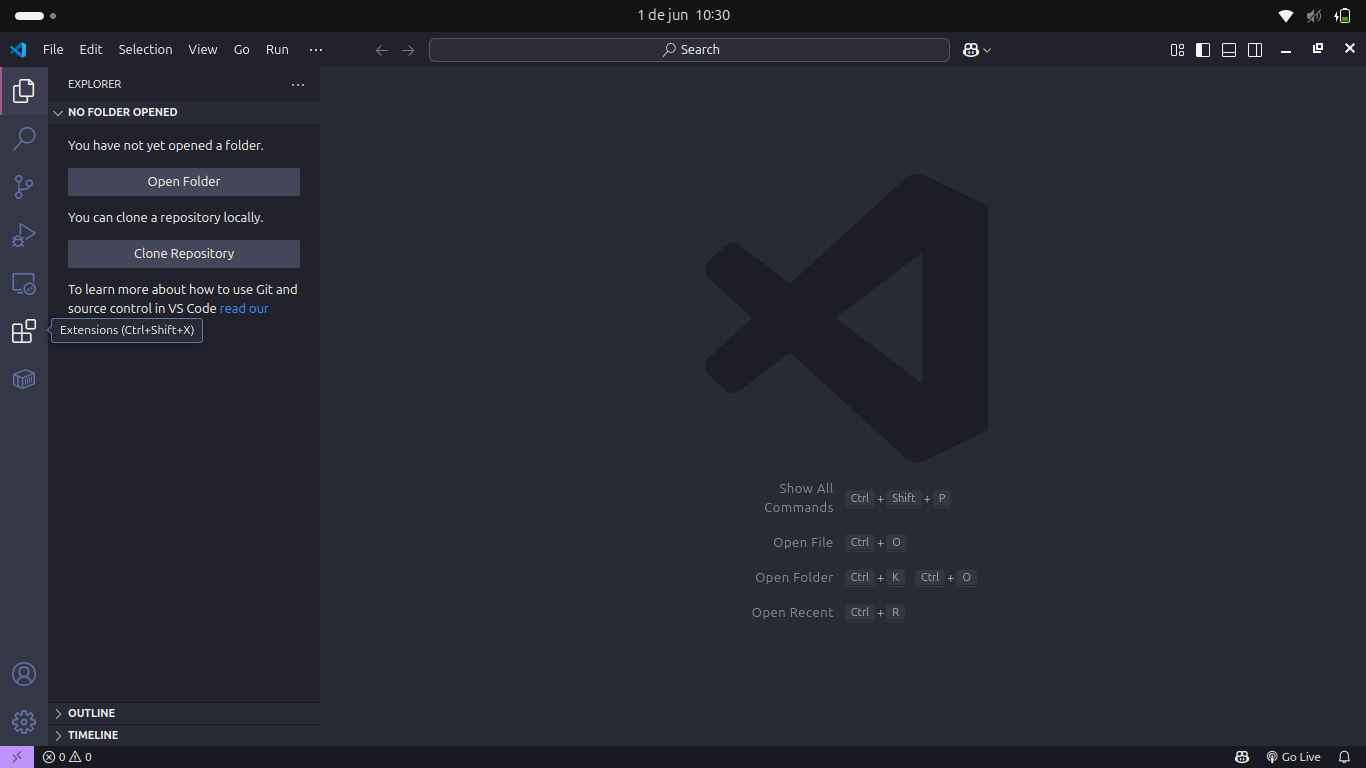 1 de jun 10:30
File Edit Selection View Go Run ···
Search
EXPLORER
NO FOLDER OPENED
You have not yet opened a folder.
Open Folder
You can clone a repository locally.
Clone Repository
To learn more about how to use Git and
source control in VS Code read our
Extensions (Ctrl+Shift+X)
Show All
Commands
Ctrl + Shift + P
Open File Ctrl + O
Open Folder Ctrl + K Ctrl + O
Open Recent Ctrl + R
OUTLINE
TIMELINE
0 0 Go Live